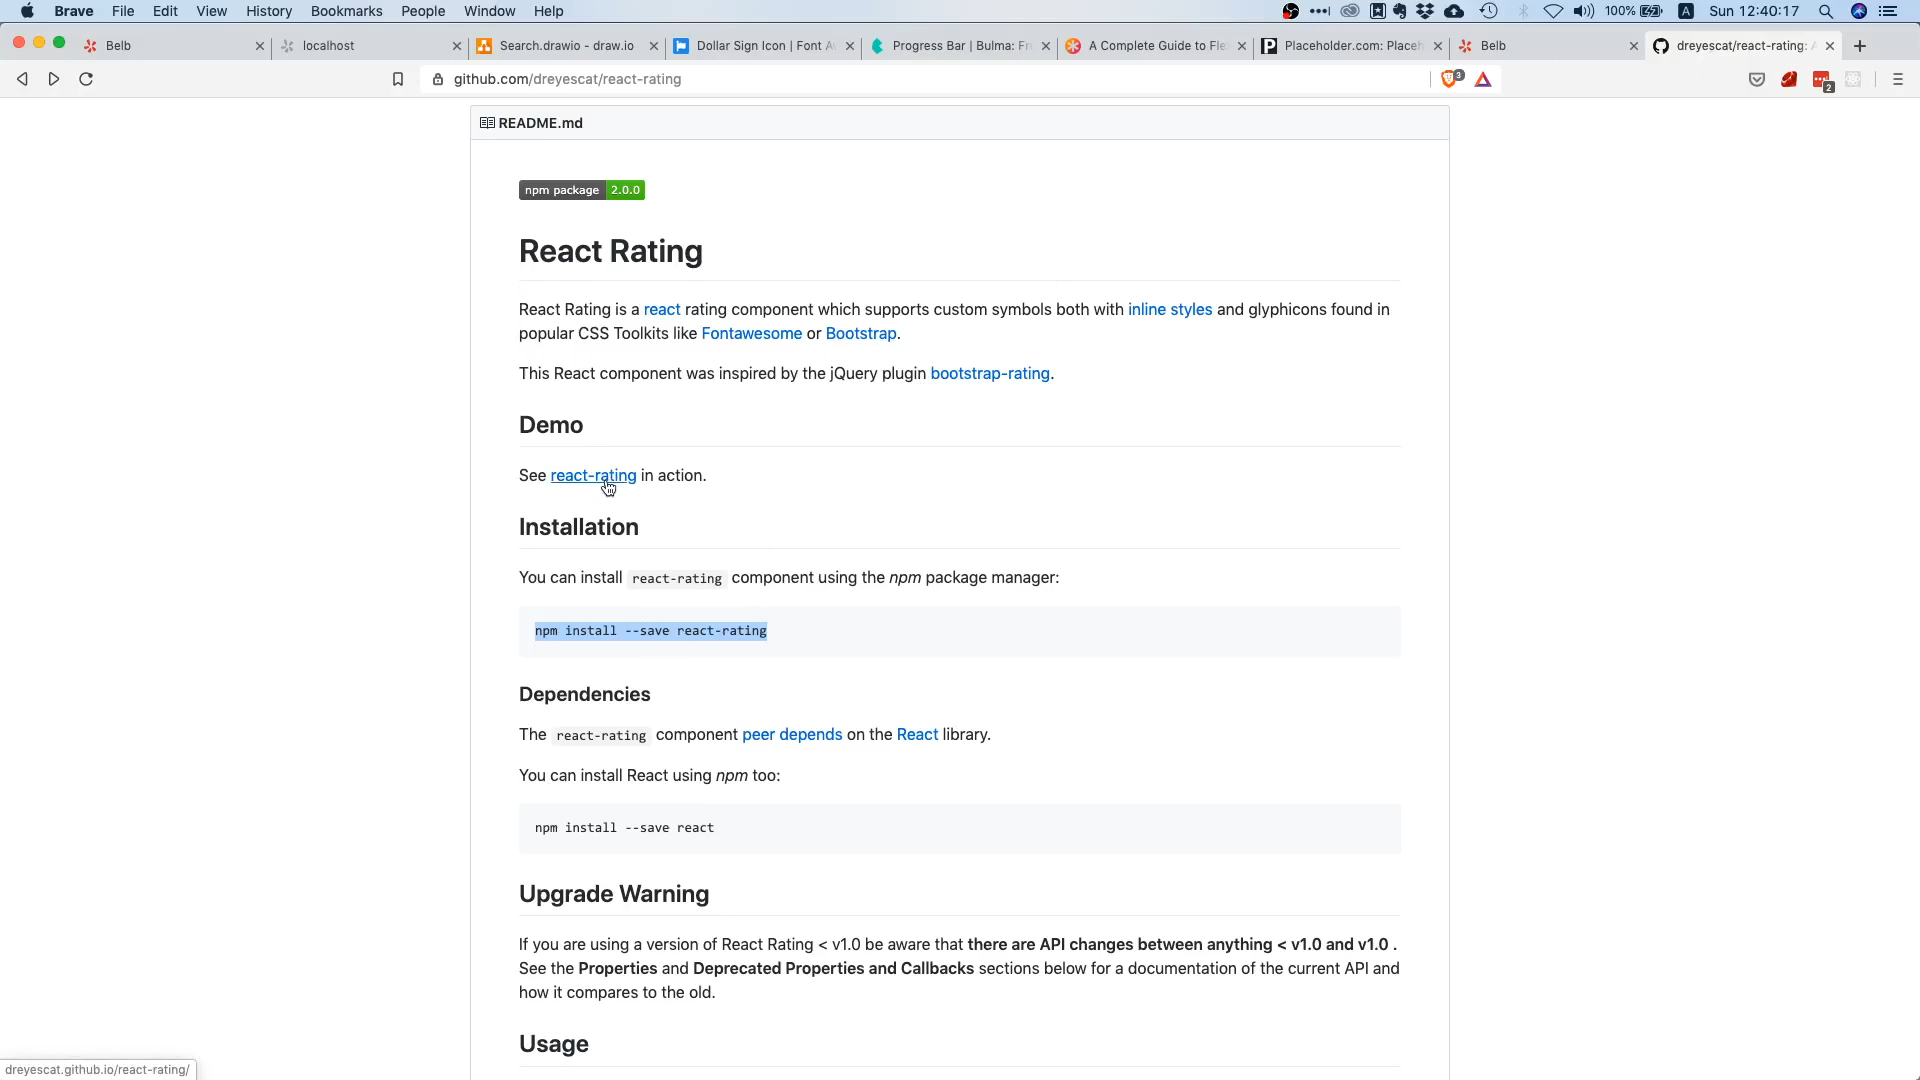 Brave File Edit View History Bookmarks People Window Help 100% A Sun 12:40:17
Belb localhost Search.drawio - draw.io Dollar Sign Icon | Font A Progress Bar | Bulma: Fr A Complete Guide to Fle Placeholder.com: Placeh Belb dreyescat/react-rating: A
github.com/dreyescat/react-rating 3 2
README.md
npm package 2.0.0
React Rating
React Rating is a react rating component which supports custom symbols both with inline styles and glyphicons found in
popular CSS Toolkits like Fontawesome or Bootstrap.
This React component was inspired by the jQuery plugin bootstrap-rating.
Demo
See react-rating in action.
Installation
You can install react-rating component using the npm package manager:
npm install --save react-rating
Dependencies
The react-rating component peer depends on the React library.
You can install React using npm too:
npm install --save react
Upgrade Warning
If you are using a version of React Rating < v1.0 be aware that there are API changes between anything < v1.0 and v1.0 .
See the Properties and Deprecated Properties and Callbacks sections below for a documentation of the current API and
how it compares to the old.
Usage
dreyescat.github.io/react-rating/